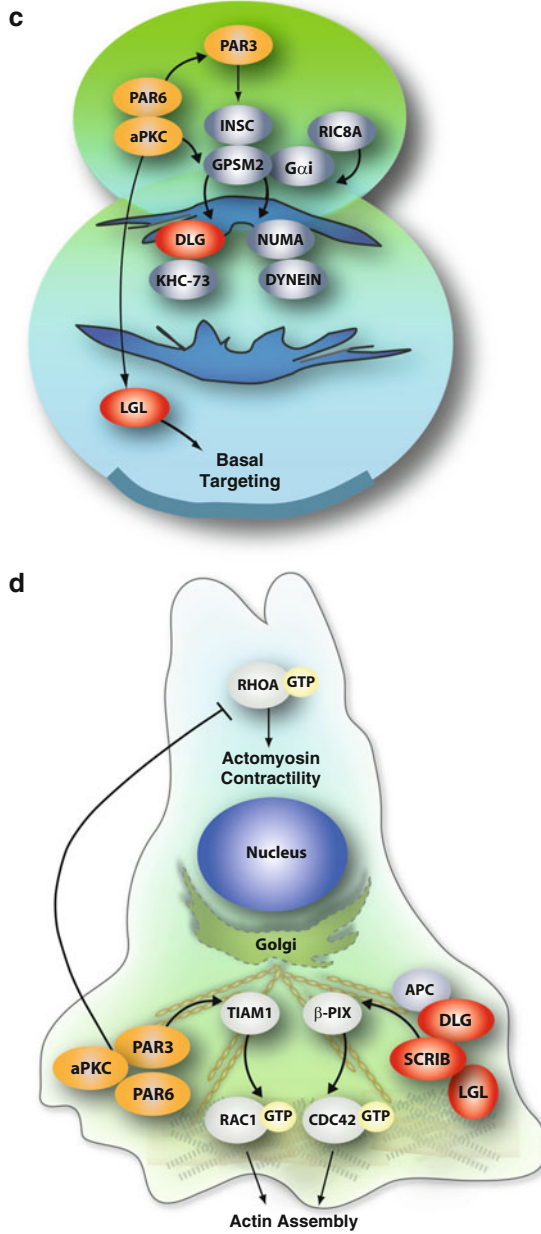 c
PAR3
PAR6
aPKC
INSC
RIC8A
GPSM2
Gαi
DLG
NUMA
KHC-73
DYNEIN
LGL
Basal
Targeting
d
RHOA
GTP
Actomyosin
Contractility
Nucleus
Golgi
APC
TIAM1
β-PIX
DLG
PAR3
aPKC
SCRIB
PAR6
LGL
RAC1
GTP
CDC42
GTP
Actin Assembly